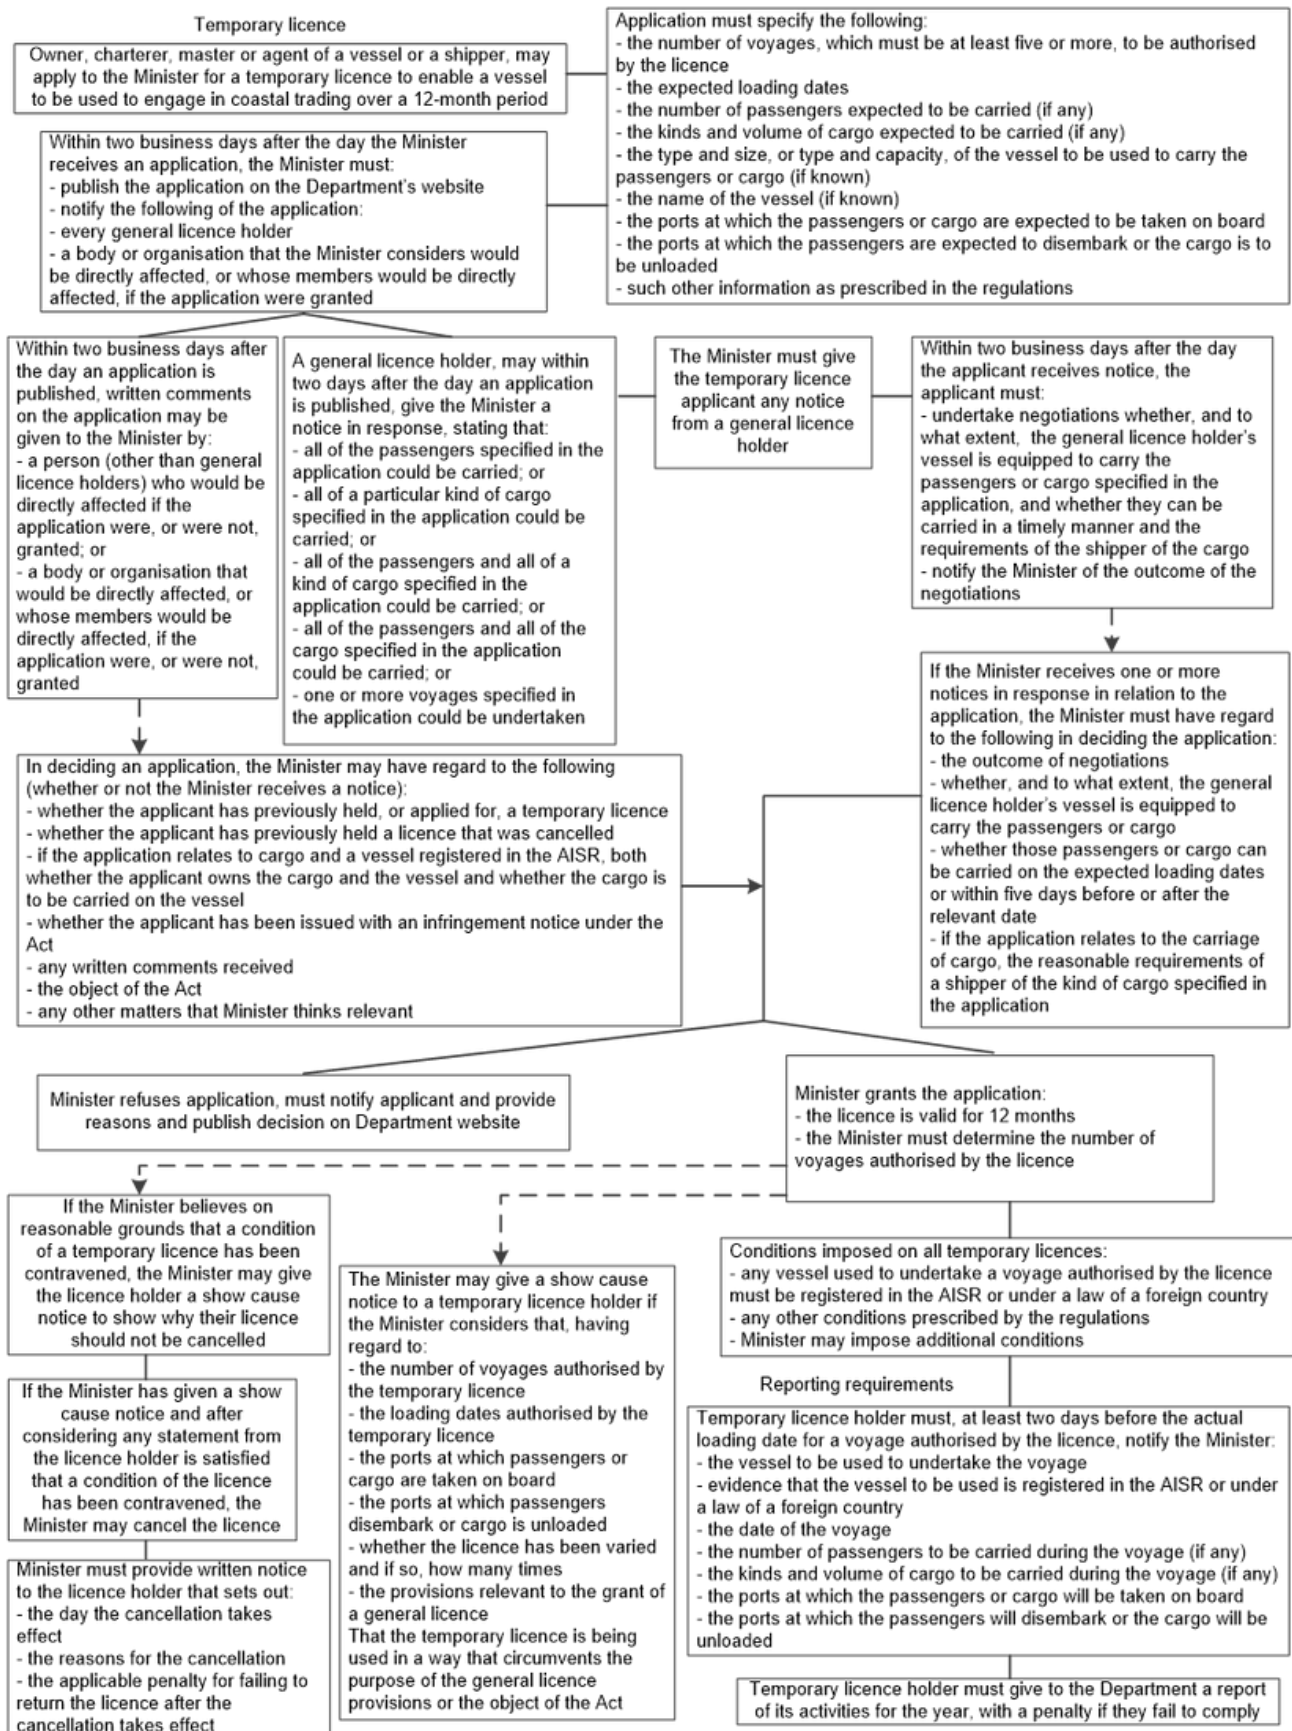 Temporary licence
Owner, charterer, master or agent of a vessel or a shipper, may
apply to the Minister for a temporary licence to enable a vessel
to be used to engage in coastal trading over a 12-month period
Application must specify the following:
- the number of voyages, which must be at least five or more, to be authorised
by the licence
- the expected loading dates
- the number of passengers expected to be carried (if any)
- the kinds and volume of cargo expected to be carried (if any)
- the type and size, or type and capacity, of the vessel to be used to carry the
passengers or cargo (if known)
- the name of the vessel (if known)
- the ports at which the passengers or cargo are expected to be taken on board
- the ports at which the passengers are expected to disembark or the cargo is to
be unloaded
- such other information as prescribed in the regulations
Within two business days after the day the Minister
receives an application, the Minister must:
- publish the application on the Department's website
- notify the following of the application:
- every general licence holder
- a body or organisation that the Minister considers would
be directly affected, or whose members would be directly
affected, if the application were granted
Within two business days after
the day an application is
published, written comments
on the application may be
given to the Minister by:
- a person (other than general
licence holders) who would be
directly affected if the
application were, or were not,
granted; or
- a body or organisation that
would be directly affected, or
whose members would be
directly affected, if the
application were, or were not,
granted
A general licence holder, may within
two days after the day an application
is published, give the Minister a
notice in response, stating that:
- all of the passengers specified in the
application could be carried; or
- all of a particular kind of cargo
specified in the application could be
carried; or
- all of the passengers and all of a
kind of cargo specified in the
application could be carried; or
- all of the passengers and all of the
cargo specified in the application
could be carried; or
- one or more voyages specified in
the application could be undertaken
The Minister must give
the temporary licence
applicant any notice
from a general licence
holder
Within two business days after the day
the applicant receives notice, the
applicant must:
- undertake negotiations whether, and to
what extent, the general licence holder's
vessel is equipped to carry the
passengers or cargo specified in the
application, and whether they can be
carried in a timely manner and the
requirements of the shipper of the cargo
- notify the Minister of the outcome of the
negotiations
If the Minister receives one or more
notices in response in relation to the
application, the Minister must have regard
to the following in deciding the application:
- the outcome of negotiations
- whether, and to what extent, the general
licence holder's vessel is equipped to
carry the passengers or cargo
- whether those passengers or cargo can
be carried on the expected loading dates
or within five days before or after the
relevant date
- if the application relates to the carriage
of cargo, the reasonable requirements of
a shipper of the kind of cargo specified in
the application
In deciding an application, the Minister may have regard to the following
(whether or not the Minister receives a notice):
- whether the applicant has previously held, or applied for, a temporary licence
- whether the applicant has previously held a licence that was cancelled
- if the application relates to cargo and a vessel registered in the AISR, both
whether the applicant owns the cargo and the vessel and whether the cargo is
to be carried on the vessel
- whether the applicant has been issued with an infringement notice under the
Act
- any written comments received
- the object of the Act
- any other matters that Minister thinks relevant
Minister refuses application, must notify applicant and provide
reasons and publish decision on Department website
Minister grants the application:
- the licence is valid for 12 months
- the Minister must determine the number of
voyages authorised by the licence
If the Minister believes on
reasonable grounds that a condition
of a temporary licence has been
contravened, the Minister may give
the licence holder a show cause
notice to show why their licence
should not be cancelled
If the Minister has given a show
cause notice and after
considering any statement from
the licence holder is satisfied
that a condition of the licence
has been contravened, the
Minister may cancel the licence
Minister must provide written notice
to the licence holder that sets out:
- the day the cancellation takes
effect
- the reasons for the cancellation
- the applicable penalty for failing to
return the licence after the
cancellation takes effect
The Minister may give a show cause
notice to a temporary licence holder if
the Minister considers that, having
regard to:
- the number of voyages authorised by
the temporary licence
- the loading dates authorised by the
temporary licence
- the ports at which passengers or
cargo are taken on board
- the ports at which passengers
disembark or cargo is unloaded
- whether the licence has been varied
and if so, how many times
- the provisions relevant to the grant of
a general licence
That the temporary licence is being
used in a way that circumvents the
purpose of the general licence
provisions or the object of the Act
Conditions imposed on all temporary licences:
- any vessel used to undertake a voyage authorised by the licence
must be registered in the AISR or under a law of a foreign country
- any other conditions prescribed by the regulations
- Minister may impose additional conditions
Reporting requirements
Temporary licence holder must, at least two days before the actual
loading date for a voyage authorised by the licence, notify the Minister:
- the vessel to be used to undertake the voyage
- evidence that the vessel to be used is registered in the AISR or under
a law of a foreign country
- the date of the voyage
- the number of passengers to be carried during the voyage (if any)
- the kinds and volume of cargo to be carried during the voyage (if any)
- the ports at which the passengers or cargo will be taken on board
- the ports at which the passengers will disembark or the cargo will be
unloaded
Temporary licence holder must give to the Department a report
of its activities for the year, with a penalty if they fail to comply